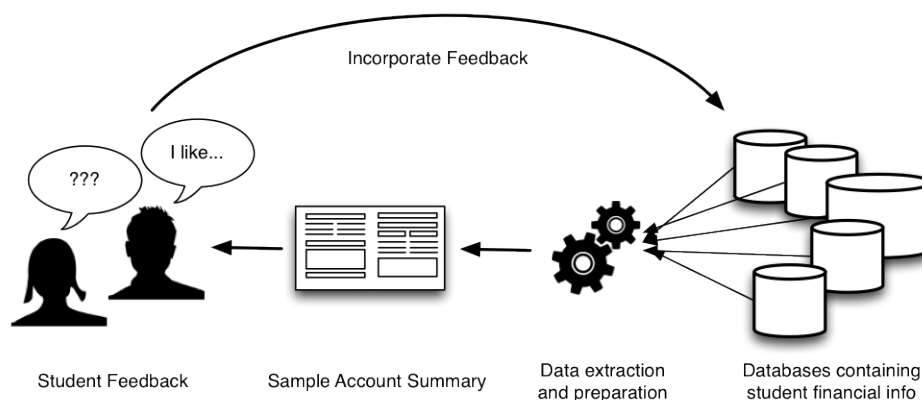 Incorporate Feedback
I like...
???
Student Feedback
Sample Account Summary
Data extraction
and preparation
Databases containing
student financial info